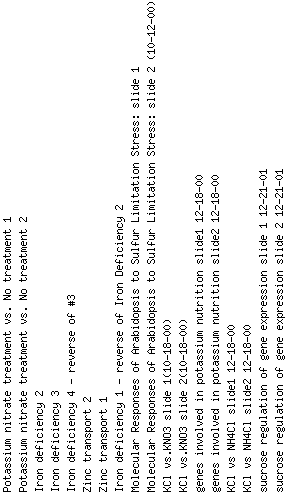 Potassium nitrate treatment vs. No treatment 1
Potassium nitrate treatment vs. No treatment 2
Iron deficiency 2
Iron deficiency 3
Iron deficiency 4 - reverse of #3
Zinc transport 2
Zinc transport 1
Iron deficiency 1 - reverse of Iron Deficiency 2
Molecular Responses of Arabidopsis to Sulfur Limitation Stress: slide 1
Molecular Responses of Arabidopsis to Sulfur Limitation Stress: slide 2 (10-12-00)
KCl vs.KNO3 slide 1(10-18-00)
KCl vs.KNO3 slide 2(10-18-00)
genes involved in potassium nutrition slide1 12-18-00
genes involved in potassium nutrition slide2 12-18-00
KCl vs NH4Cl slide1 12-18-00
KCl vs NH4Cl slide2 12-18-00
sucrose regulation of gene expression slide 1 12-21-01
sucrose regulation of gene expression slide 2 12-21-01